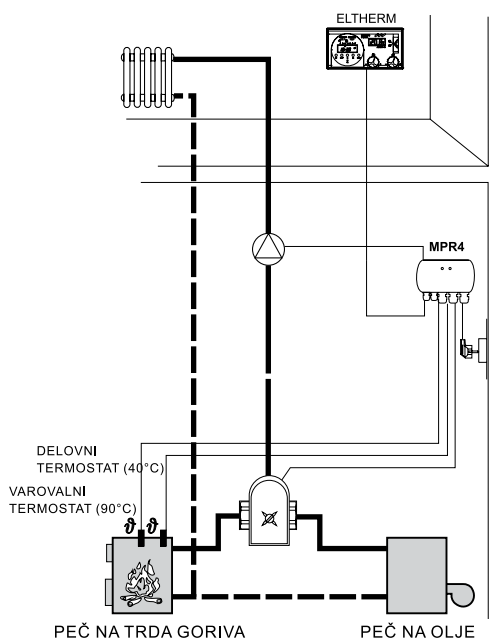 ELTHERM
MPR4
DELOVNI
TERMOSTAT (40°C)
VAROVALNI
TERMOSTAT (90°C)
ϑ ϑ
PEČ NA TRDA GORIVA
PEČ NA OLJE